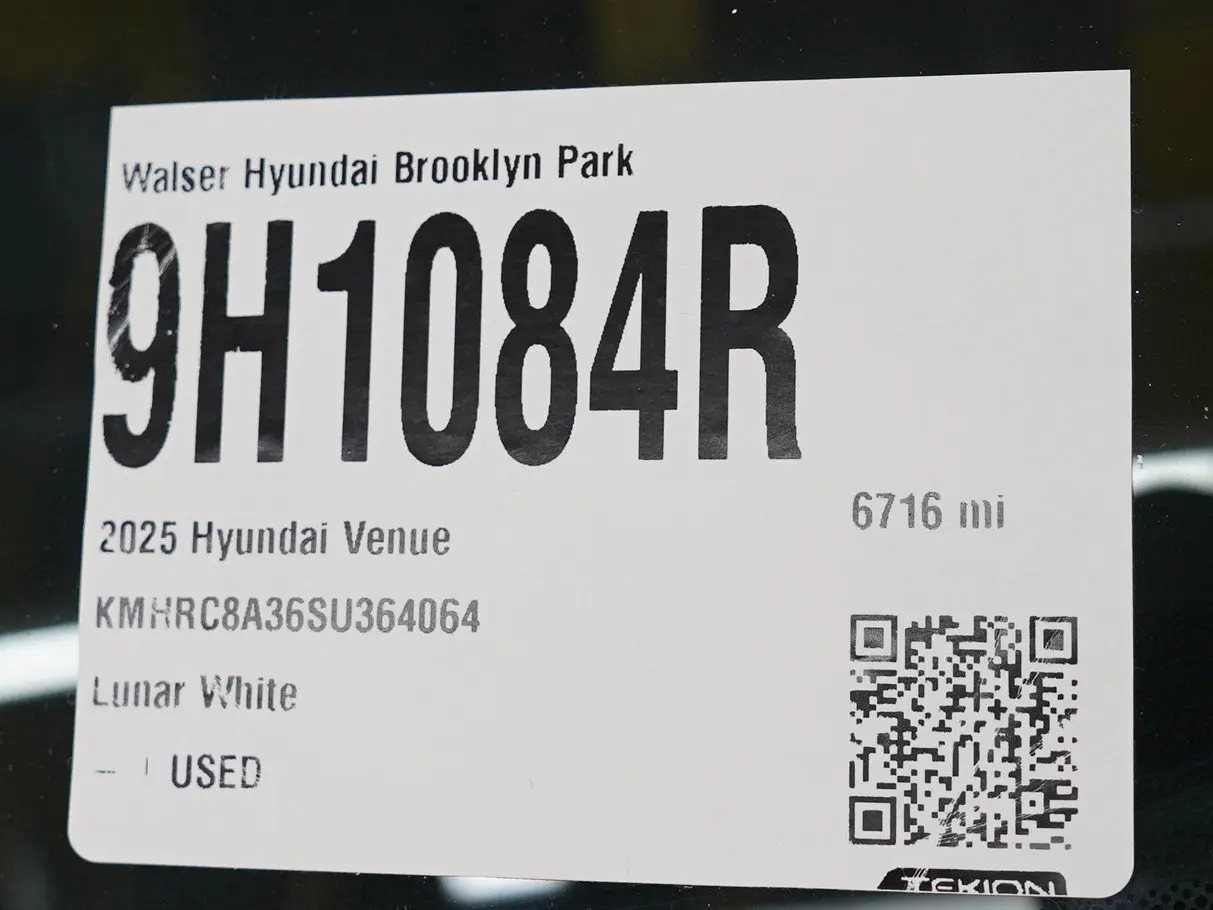 Walser Hyundai Brooklyn Park
9H1084R
2025 Hyundai Venue
6716 mi
KMHRC8A36SU364064
Lunar White
– | USED
TEKION